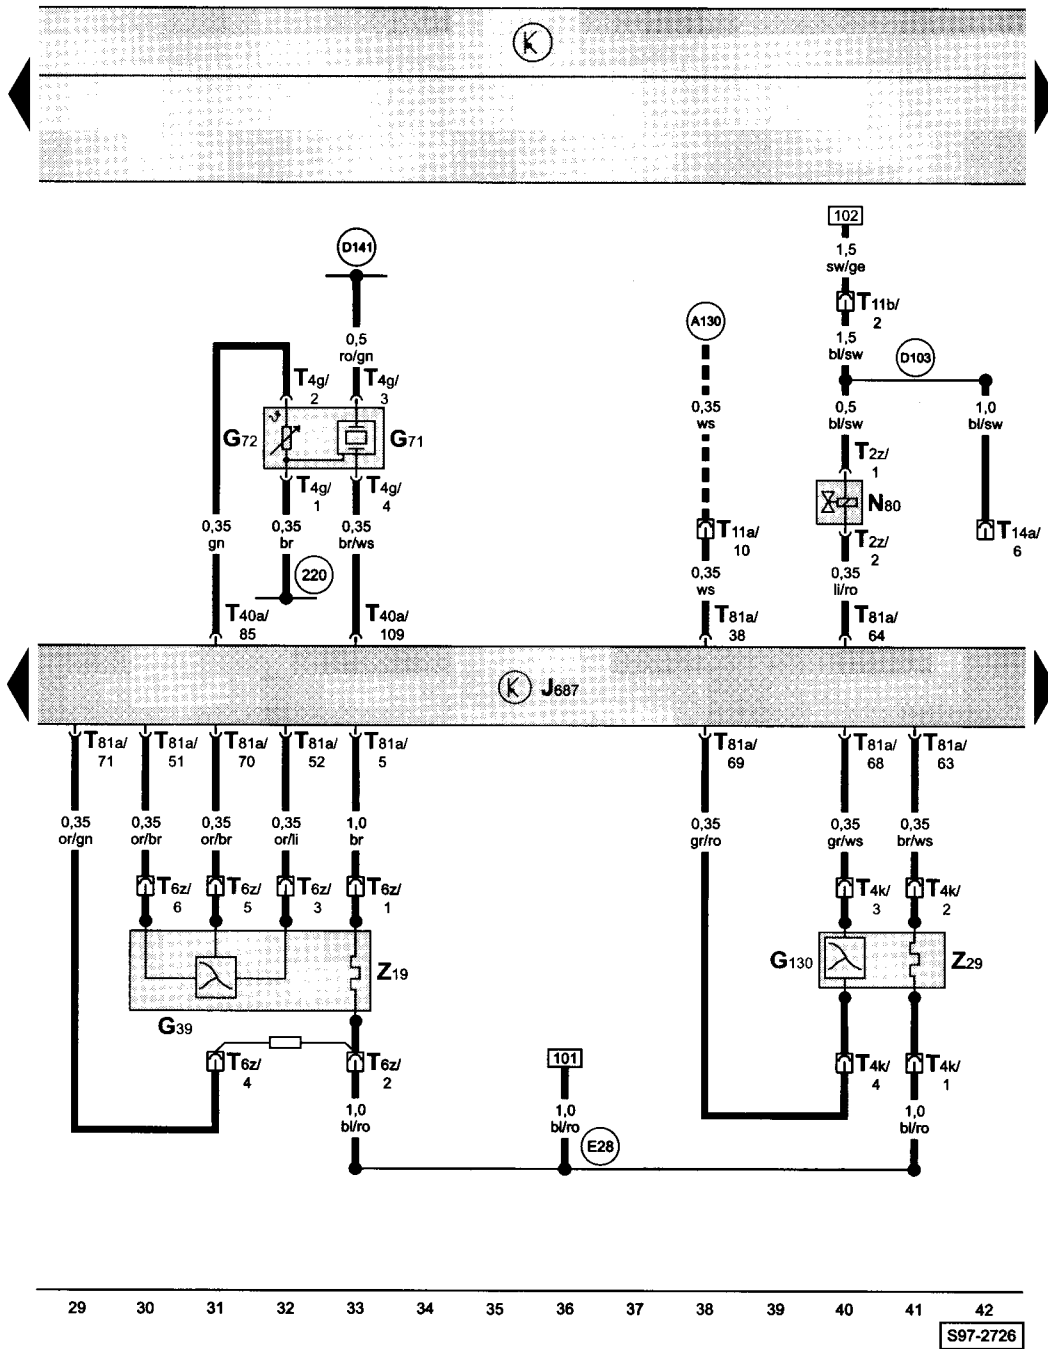 K
102
1,5
sw/ge
T11b/
2
1,5
bl/sw
D141
A130
D103
0,5
ro/gn
T4g/
2
T4g/
3
0,35
ws
0,5
bl/sw
1,0
bl/sw
G72
G71
T2z/
1
T4g/
1
T4g/
4
N80
0,35
gn
0,35
br
0,35
br/ws
T11a/
10
T2z/
2
T14a/
6
220
0,35
ws
0,35
li/ro
T40a/
85
T40a/
109
T81a/
38
T81a/
64
K J687
T81a/
71
T81a/
51
T81a/
70
T81a/
52
T81a/
5
T81a/
69
T81a/
68
T81a/
63
0,35
or/gn
0,35
or/br
0,35
or/br
0,35
or/li
1,0
br
0,35
gr/ro
0,35
gr/ws
0,35
br/ws
T6z/
6
T6z/
5
T6z/
3
T6z/
1
T4k/
3
T4k/
2
Z19
G130
Z29
G39
T6z/
4
T6z/
2
101
T4k/
4
T4k/
1
1,0
bl/ro
1,0
bl/ro
1,0
bl/ro
E28
29 30 31 32 33 34 35 36 37 38 39 40 41 42
S97-2726